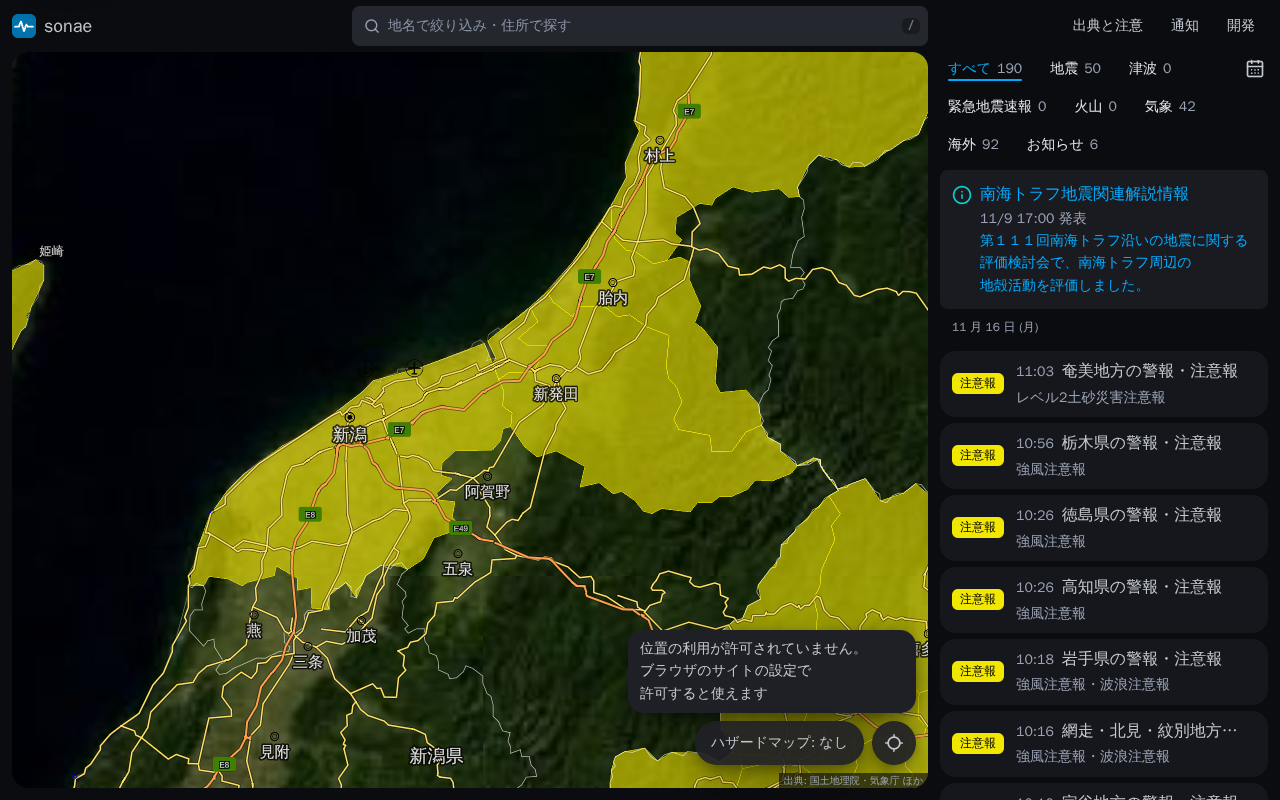 sonae
地名で絞り込み・住所で探す
/
出典と注意
通知
開発
すべて 190
地震 50
津波 0
緊急地震速報 0
火山 0
気象 42
海外 92
お知らせ 6
南海トラフ地震関連解説情報
11/9 17:00 発表
第１１１回南海トラフ沿いの地震に関する
評価検討会で、南海トラフ周辺の
地殻活動を評価しました。
11 月 16 日 (月)
注意報
11:03 奄美地方の警報・注意報
レベル2土砂災害注意報
注意報
10:56 栃木県の警報・注意報
強風注意報
注意報
10:26 徳島県の警報・注意報
強風注意報
注意報
10:26 高知県の警報・注意報
強風注意報
注意報
10:18 岩手県の警報・注意報
強風注意報・波浪注意報
注意報
10:16 網走・北見・紋別地方…
強風注意報・波浪注意報
E7
村上
姫崎
E7
胎内
新発田
新潟
E7
阿賀野
E8
E49
五泉
燕
加茂
三条
見附
新潟県
E8
位置の利用が許可されていません。
ブラウザのサイトの設定で
許可すると使えます
ハザードマップ: なし
出典: 国土地理院・気象庁 ほか